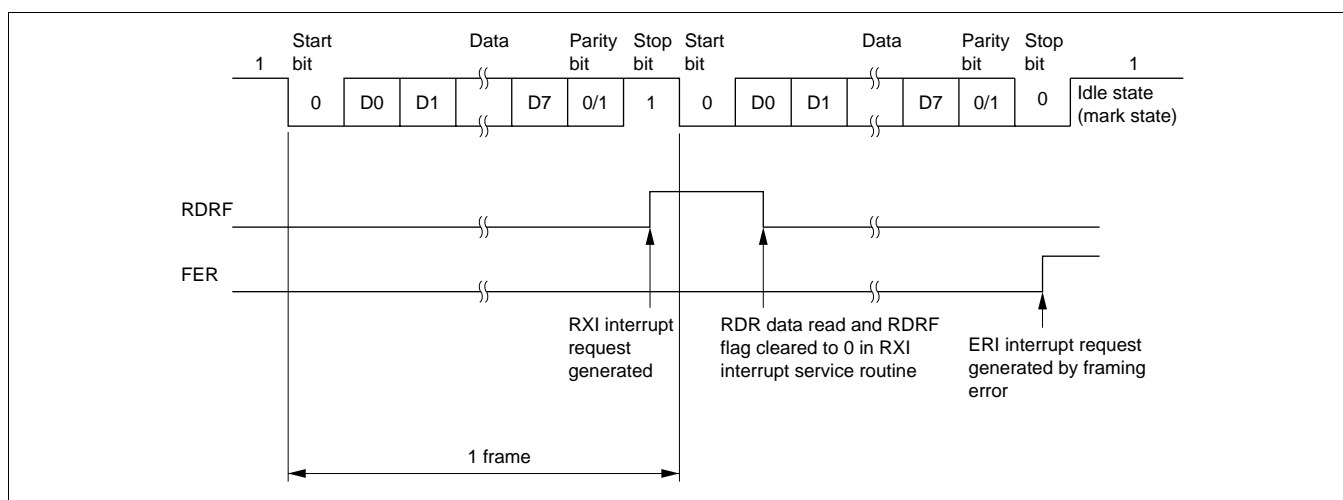 Start bit
Data
Parity bit
Stop bit
Start bit
Data
Parity bit
Stop bit
1
0
D0
D1
D7
0/1
1
0
D0
D1
D7
0/1
0
1
Idle state
(mark state)
RDRF
FER
RXI interrupt
request
generated
RDR data read and RDRF
flag cleared to 0 in RXI
interrupt service routine
ERI interrupt request
generated by framing
error
1 frame